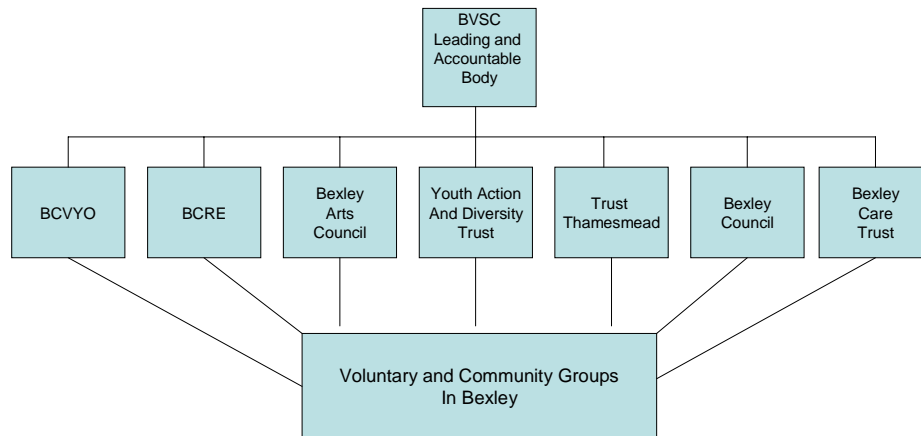 BVSC
Leading and
Accountable
Body
BCVYO
BCRE
Bexley
Arts
Council
Youth Action
And Diversity
Trust
Trust
Thamesmead
Bexley
Council
Bexley
Care
Trust
Voluntary and Community Groups
In Bexley